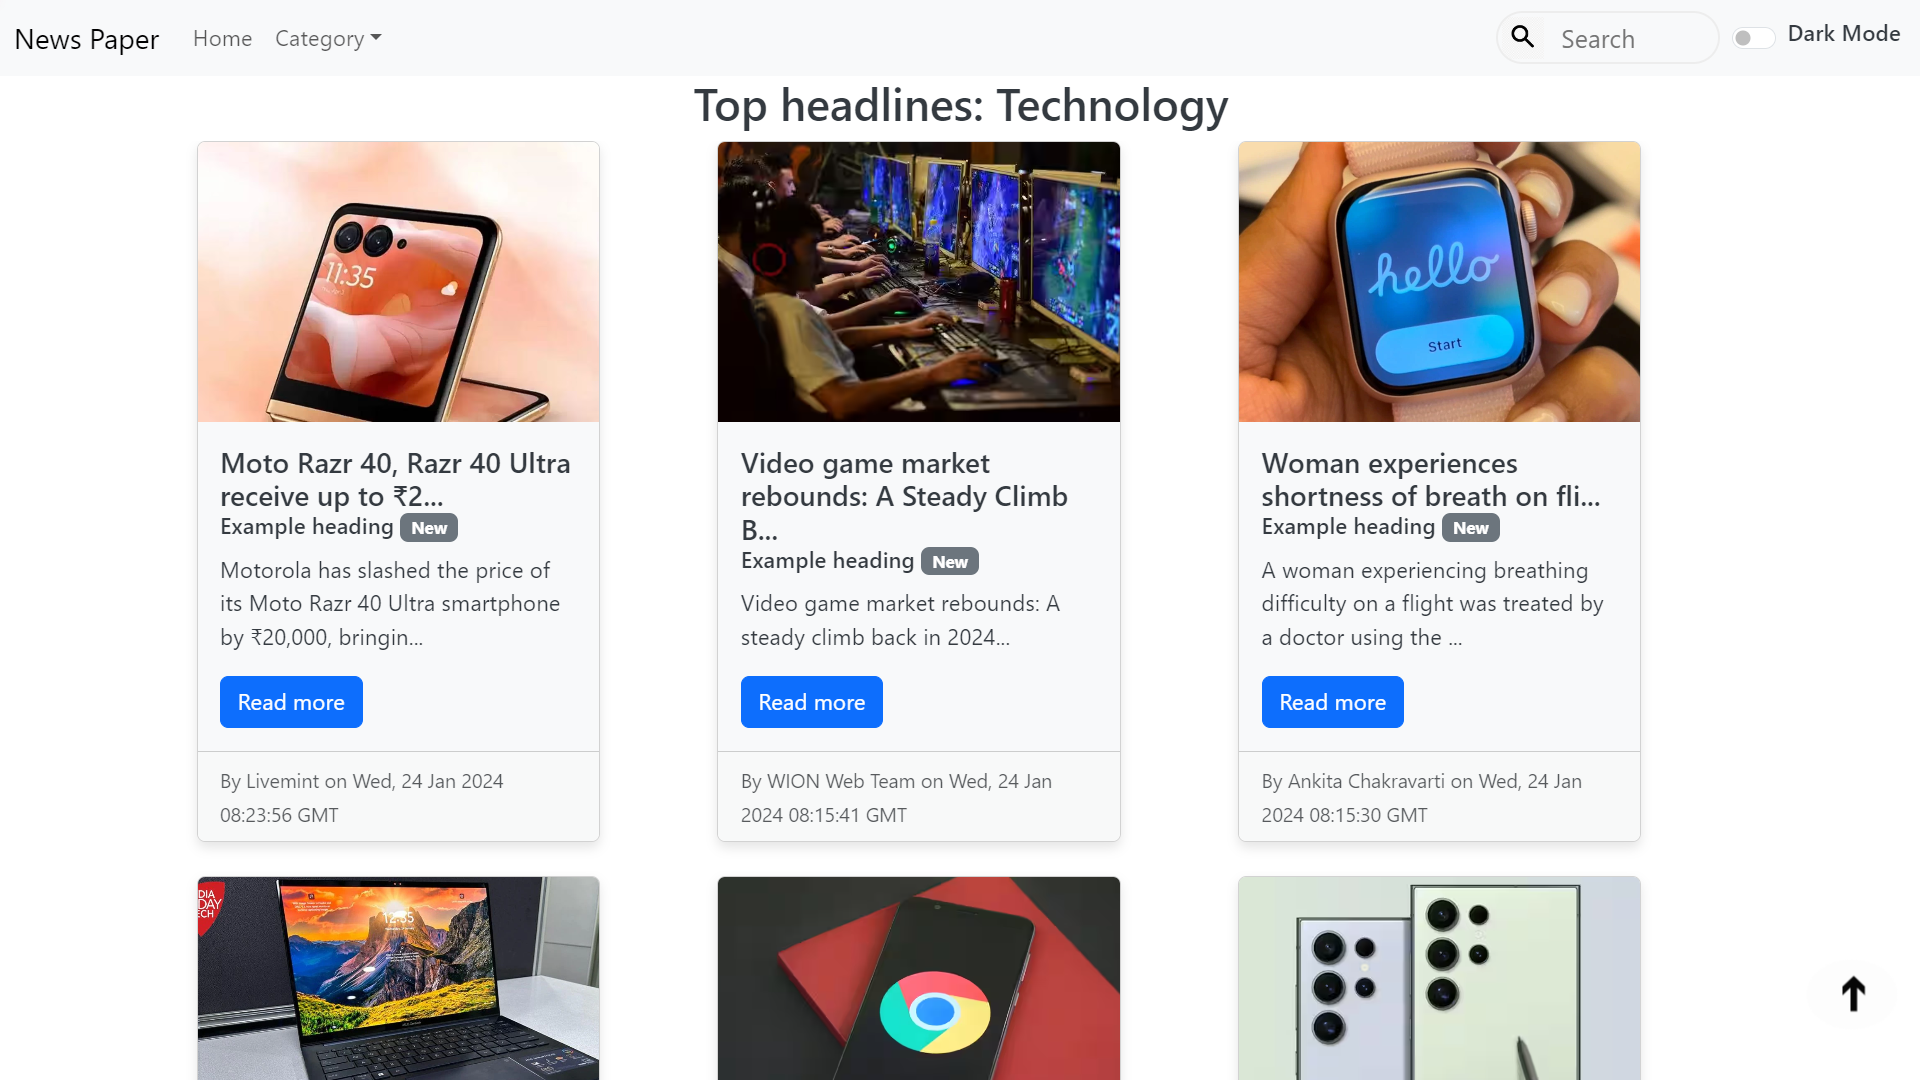 News Paper
Home
Category
Search
Dark Mode
Top headlines: Technology
11:35
hello
Start
Moto Razr 40, Razr 40 Ultra
receive up to ₹2...
Example heading New
Motorola has slashed the price of
its Moto Razr 40 Ultra smartphone
by ₹20,000, bringin...
Read more
By Livemint on Wed, 24 Jan 2024
08:23:56 GMT
Video game market
rebounds: A Steady Climb
B...
Example heading New
Video game market rebounds: A
steady climb back in 2024...
Read more
By WION Web Team on Wed, 24 Jan
2024 08:15:41 GMT
Woman experiences
shortness of breath on fli...
Example heading New
A woman experiencing breathing
difficulty on a flight was treated by
a doctor using the ...
Read more
By Ankita Chakravarti on Wed, 24 Jan
2024 08:15:30 GMT
DIA
DAY
ECH
12:35